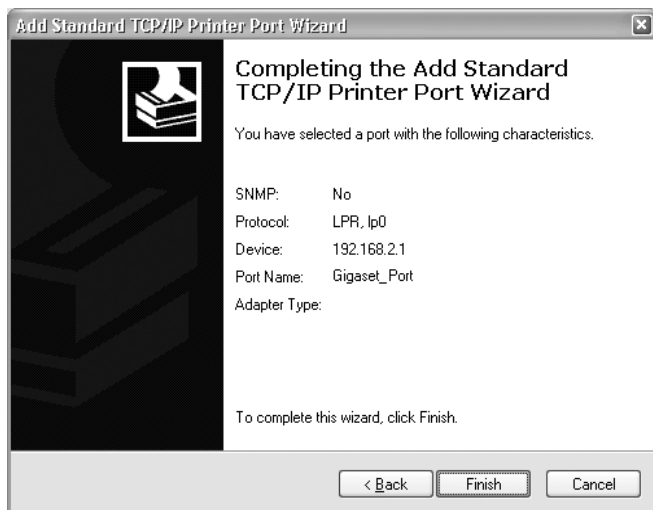 Add Standard TCP/IP Printer Port Wizard
Completing the Add Standard
TCP/IP Printer Port Wizard
You have selected a port with the following characteristics.
SNMP: No
Protocol: LPR, lp0
Device: 192.168.2.1
Port Name: Gigaset_Port
Adapter Type:
To complete this wizard, click Finish.
< Back Finish Cancel